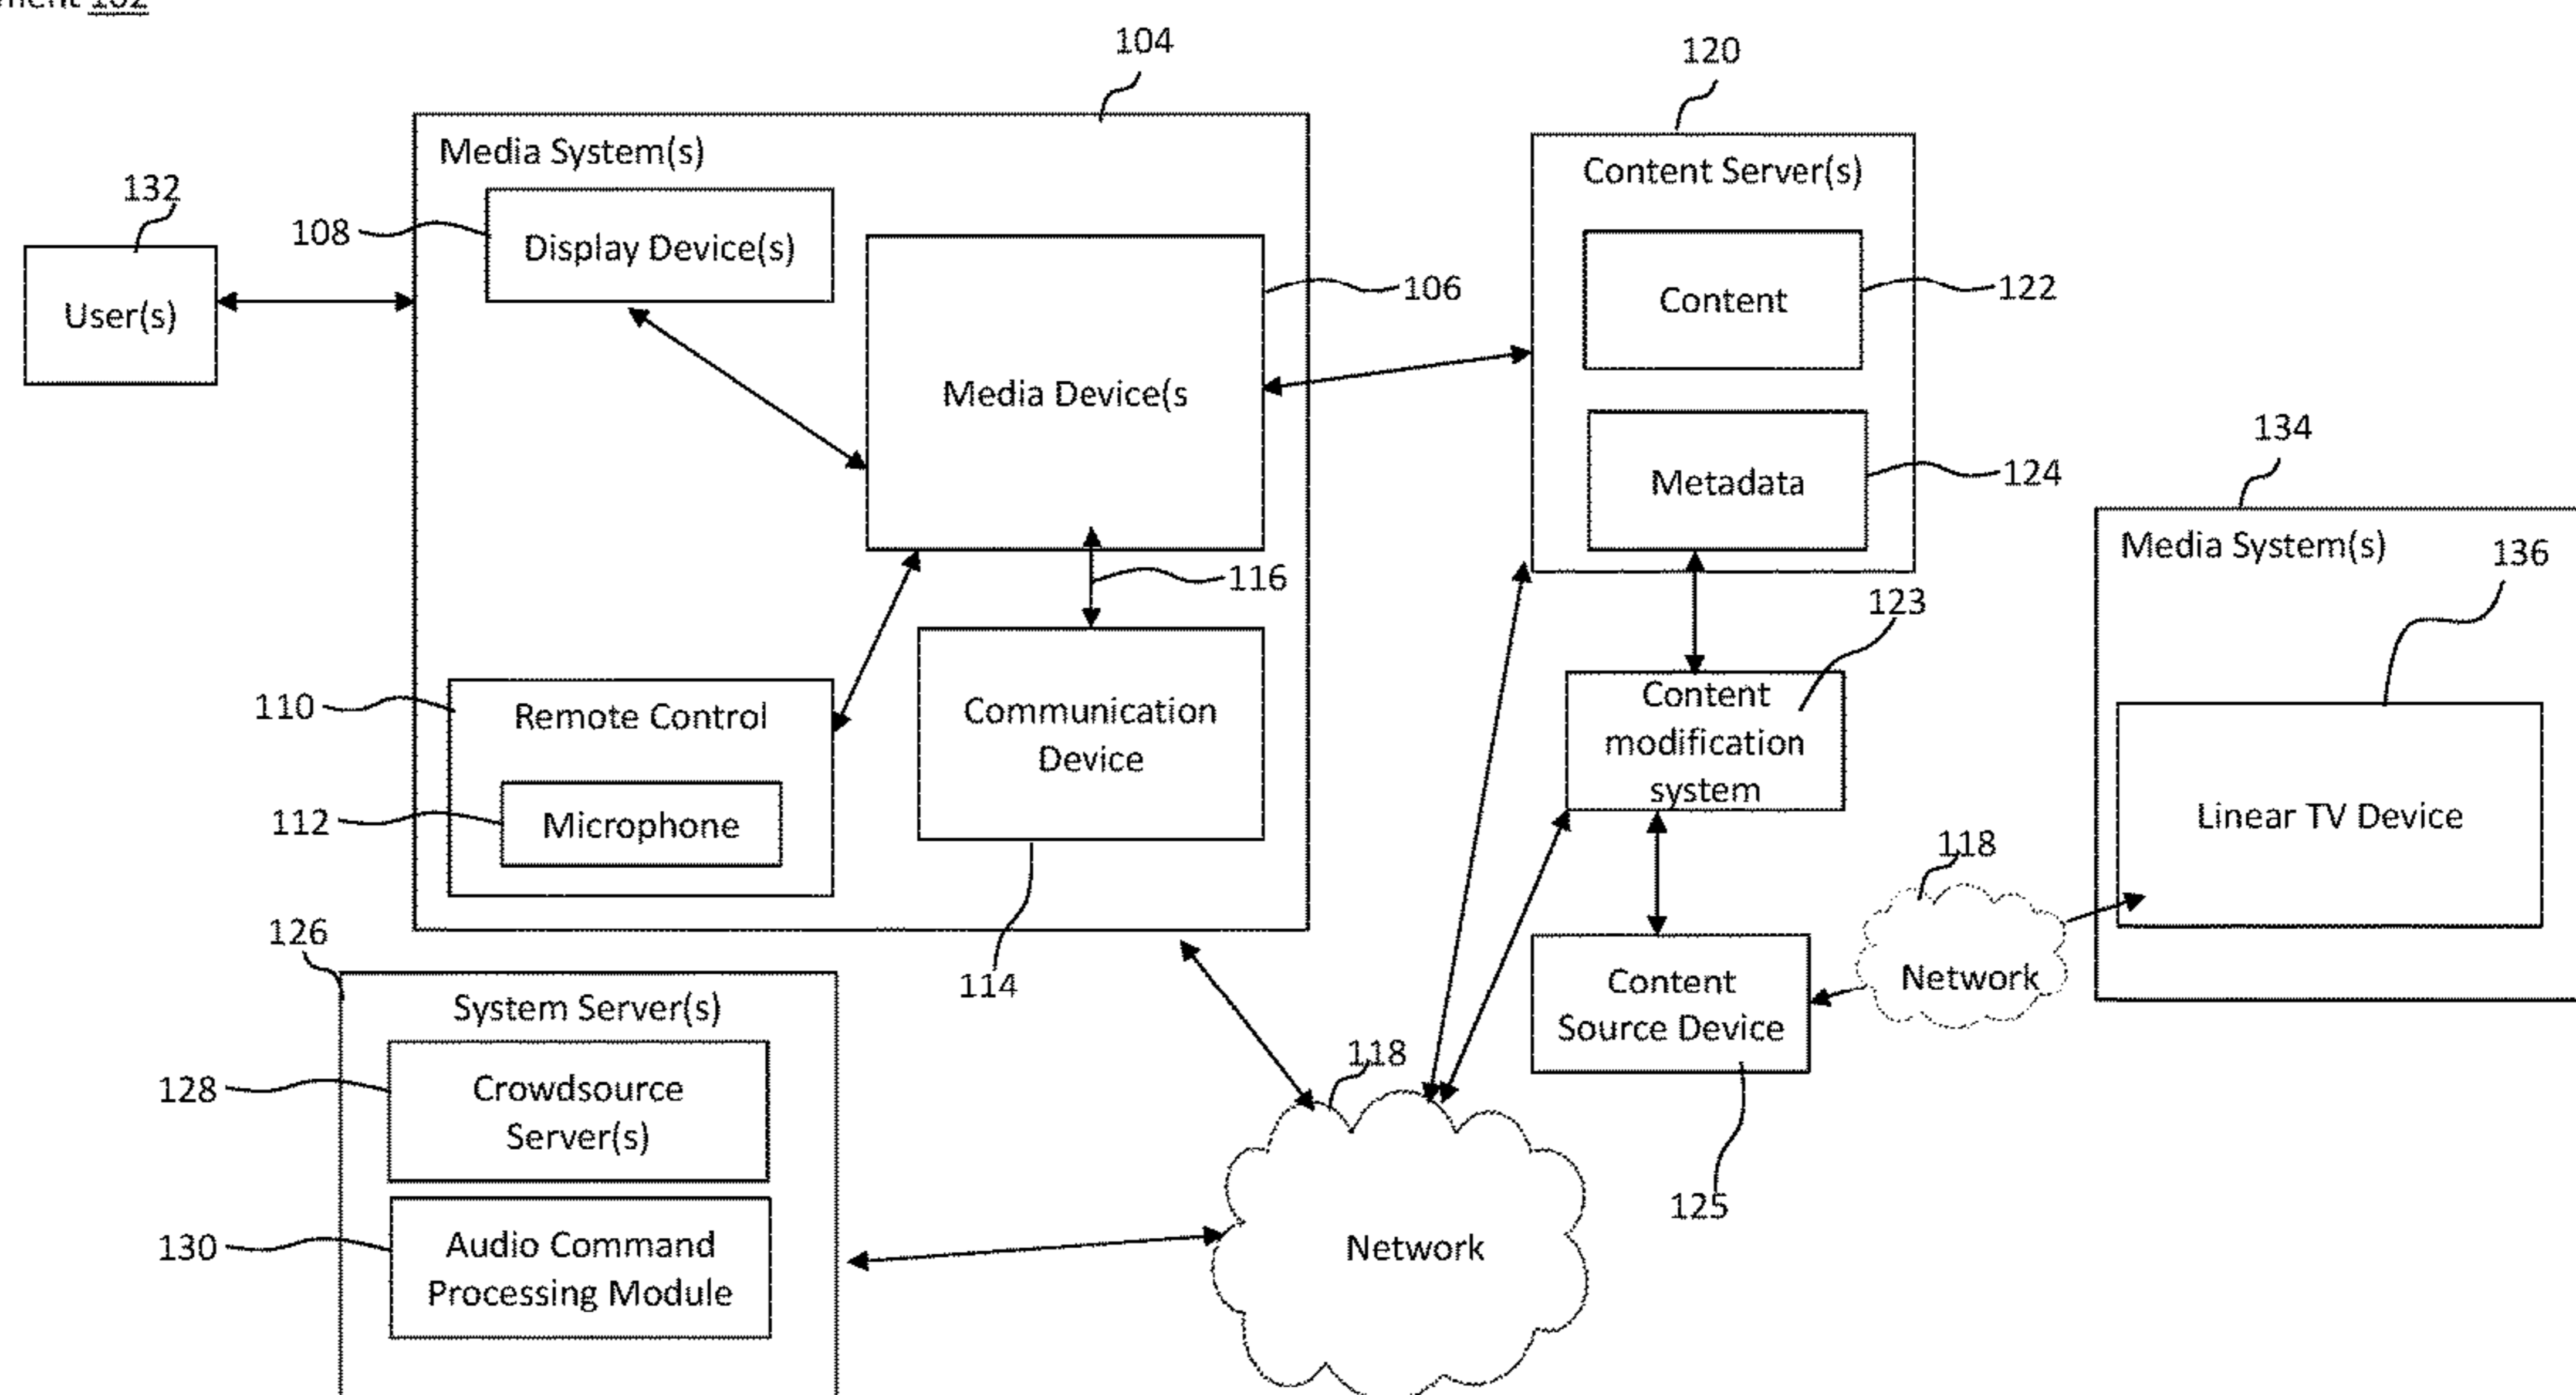 104
120
Media System(s)
Content Server(s)
132
108
Display Device(s)
106
122
User(s)
Content
Media Device(s
134
Metadata
124
Media System(s)
136
116
123
110
Remote Control
Communication
Device
Content
modification
system
112
Microphone
Linear TV Device
118
126
114
Content
Source Device
Network
System Server(s)
128
Crowdsource
Server(s)
118
125
130
Audio Command
Processing Module
Network